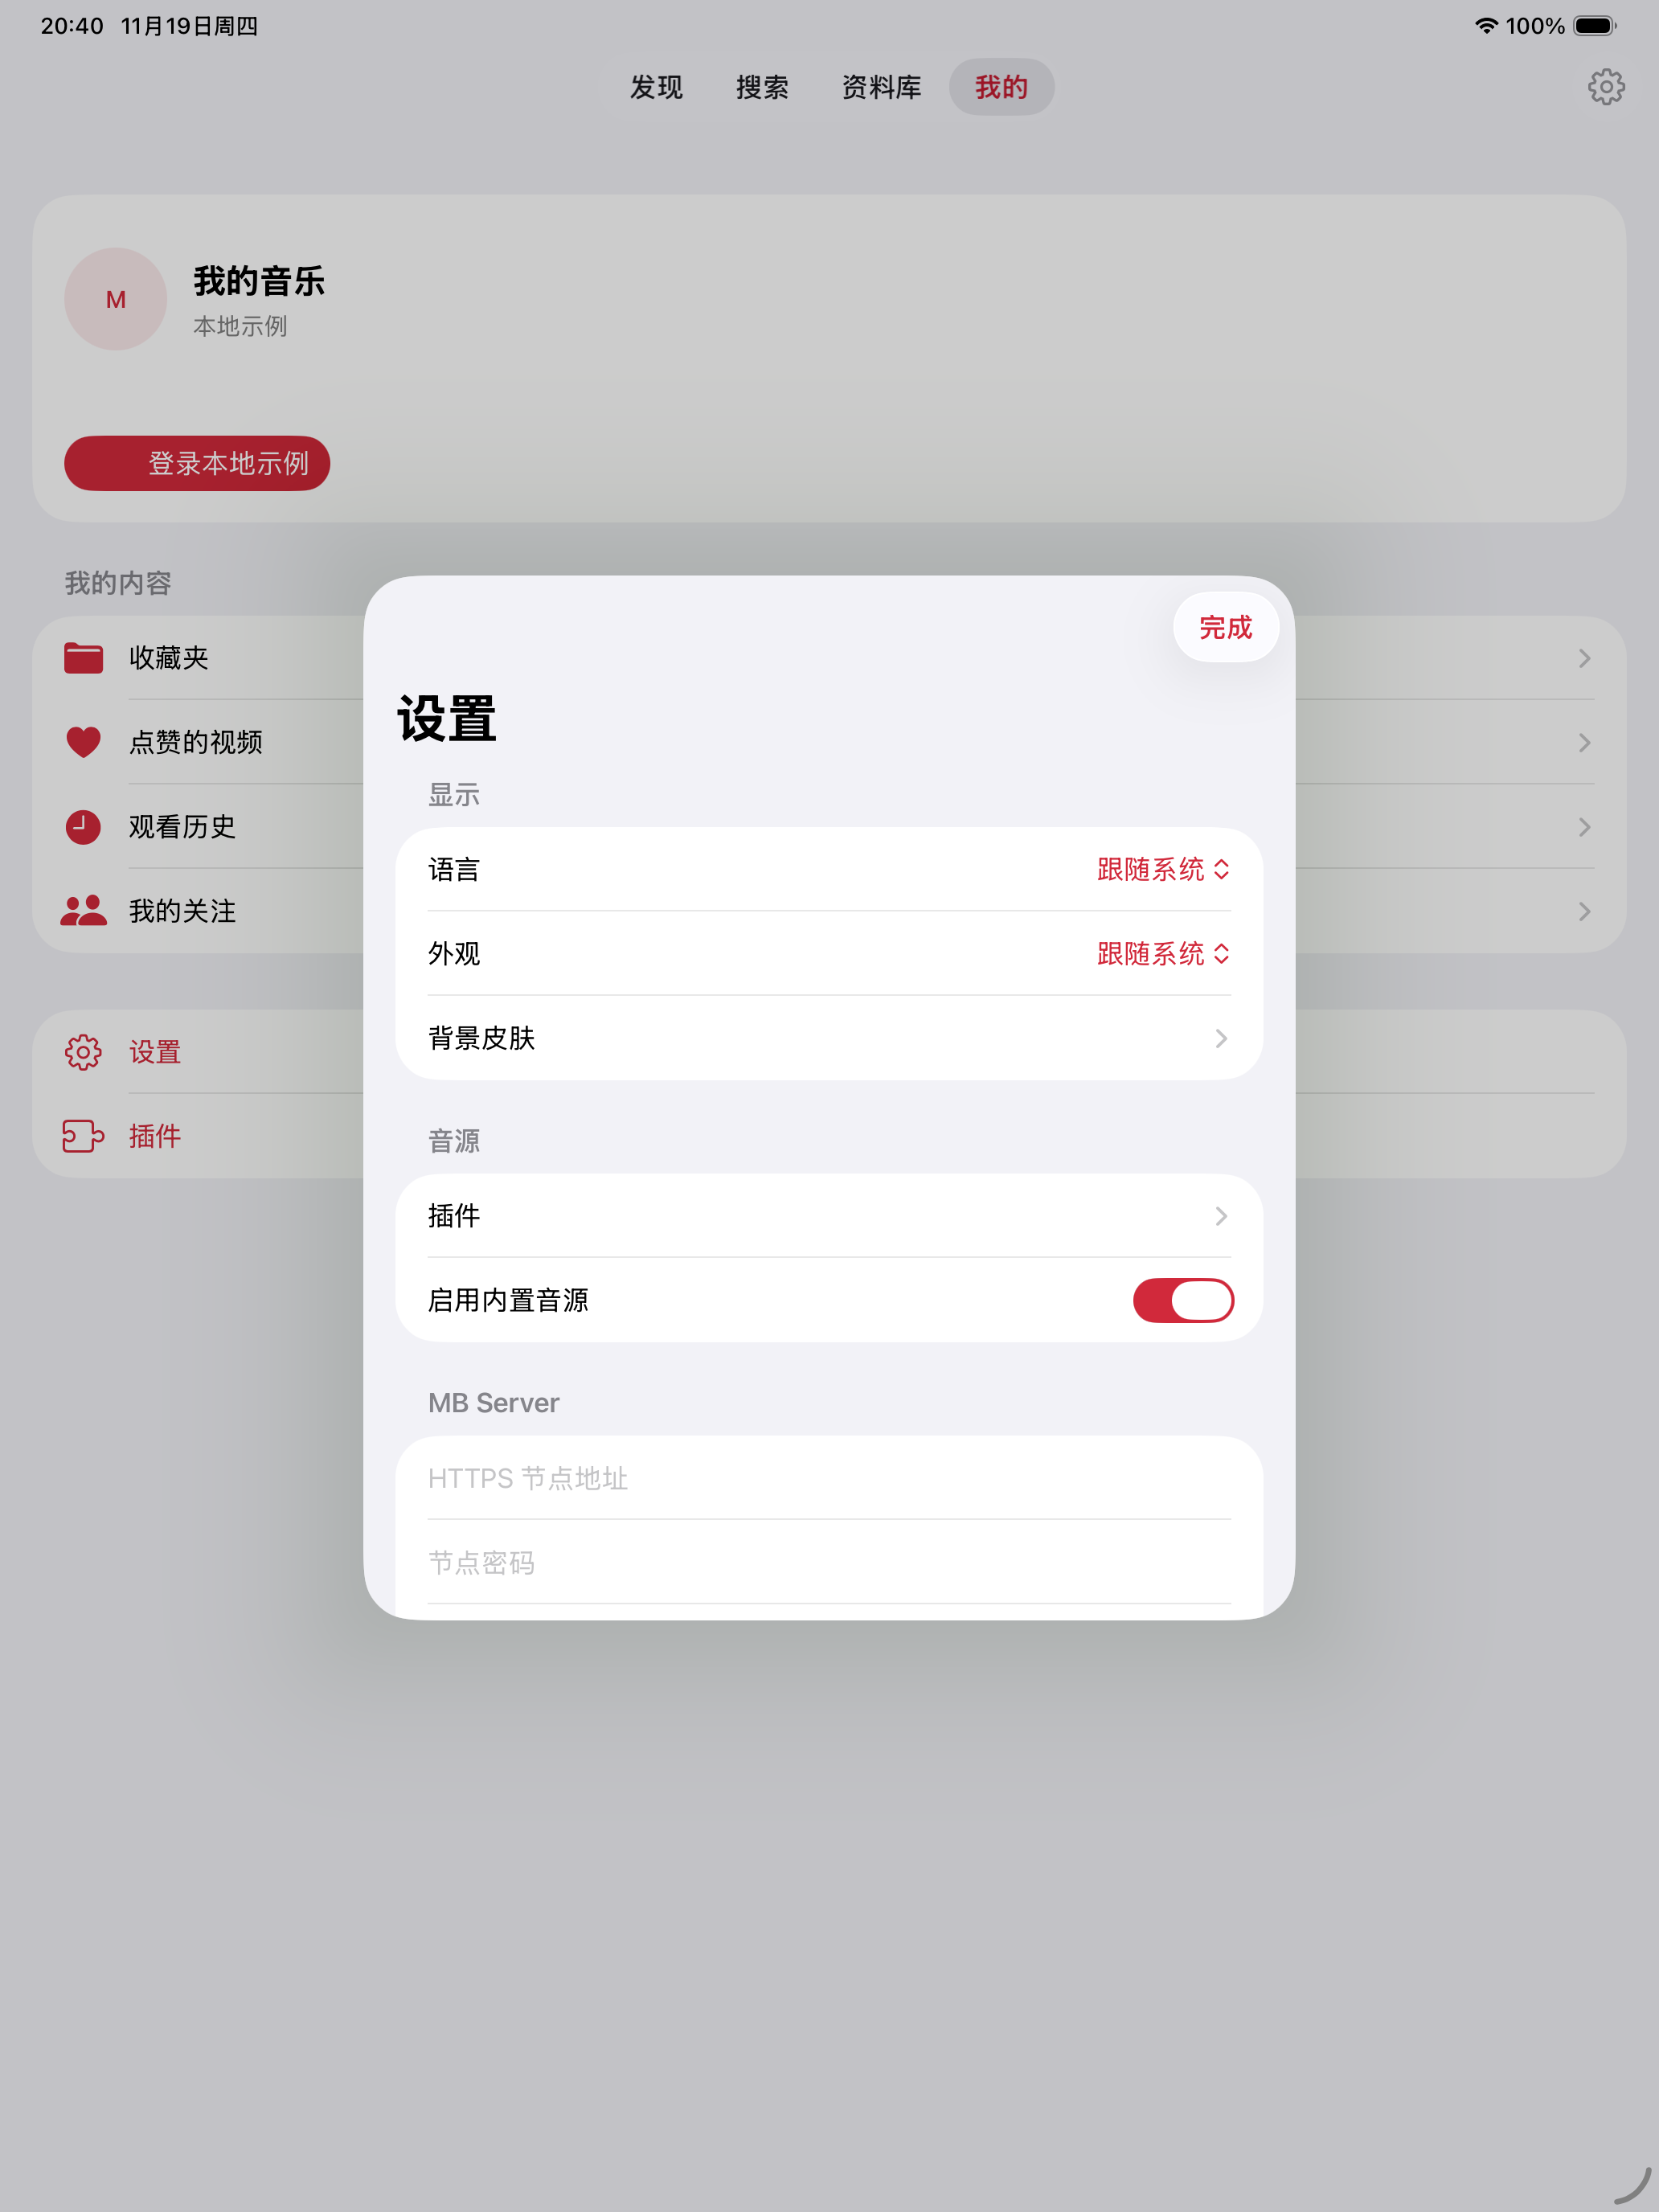 20:40 11月19日周四
100%
发现 搜索 资料库 我的
M
我的音乐
本地示例
登录本地示例
我的内容
收藏夹
点赞的视频
观看历史
我的关注
设置
插件
完成
设置
显示
语言 跟随系统
外观 跟随系统
背景皮肤
音源
插件
启用内置音源
MB Server
HTTPS 节点地址
节点密码